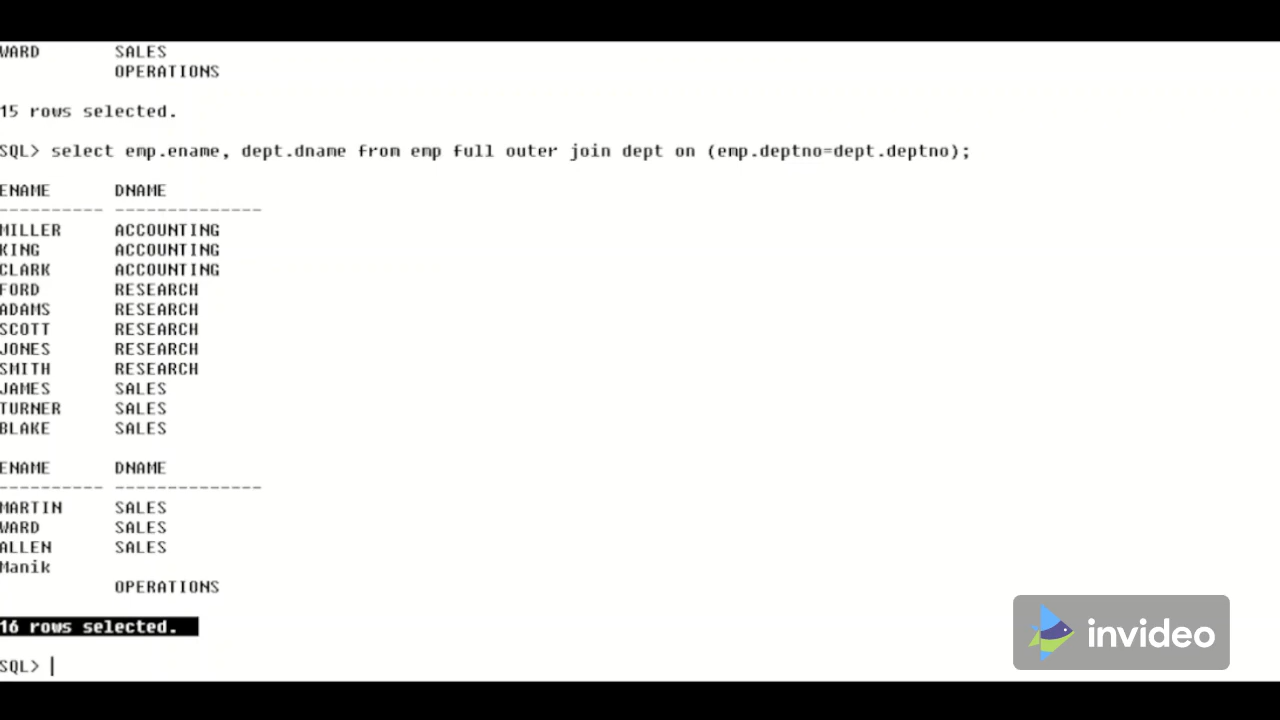 WARD       SALES
           OPERATIONS
15 rows selected.
SQL> select emp.ename, dept.dname from emp full outer join dept on (emp.deptno=dept.deptno);
ENAME      DNAME
---------- --------------
MILLER     ACCOUNTING
KING       ACCOUNTING
CLARK      ACCOUNTING
FORD       RESEARCH
ADAMS      RESEARCH
SCOTT      RESEARCH
JONES      RESEARCH
SMITH      RESEARCH
JAMES      SALES
TURNER     SALES
BLAKE      SALES
ENAME      DNAME
---------- --------------
MARTIN     SALES
WARD       SALES
ALLEN      SALES
Manik
           OPERATIONS
16 rows selected.
SQL>
invideo